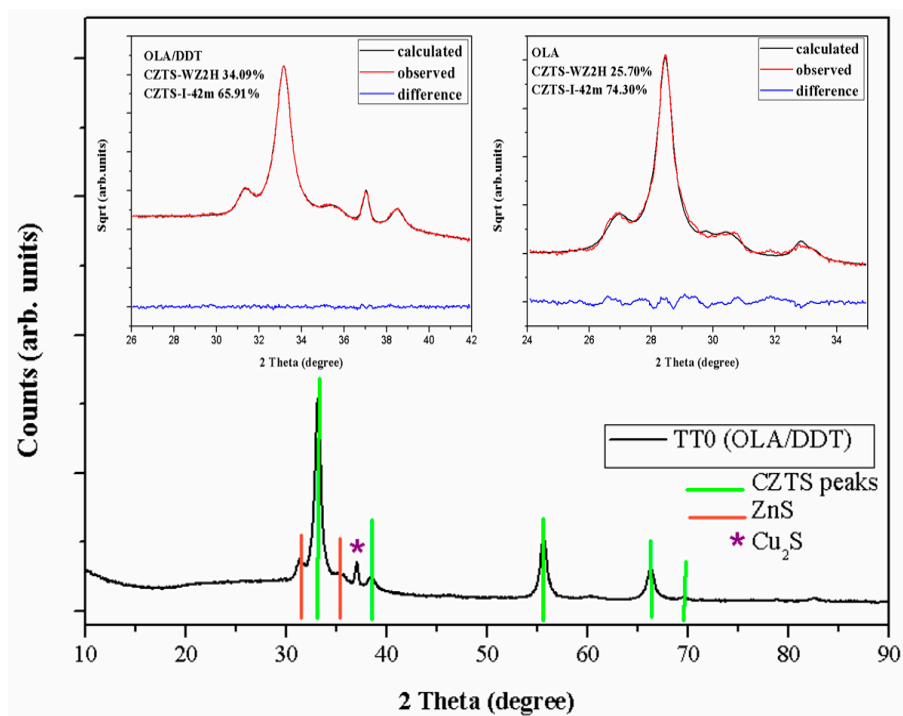 OLA/DDT
CZTS-WZ2H 34.09%
CZTS-I-42m 65.91%
calculated
observed
difference
Sqrt (arb.units)
26 28 30 32 34 36 38 40 42
2 Theta (degree)
OLA
CZTS-WZ2H 25.70%
CZTS-I-42m 74.30%
calculated
observed
difference
Sqrt (arb.units)
24 26 28 30 32 34
2 Theta (degree)
Counts (arb. units)
TT0 (OLA/DDT)
CZTS peaks
ZnS
* Cu₂S
*
10 20 30 40 50 60 70 80 90
2 Theta (degree)